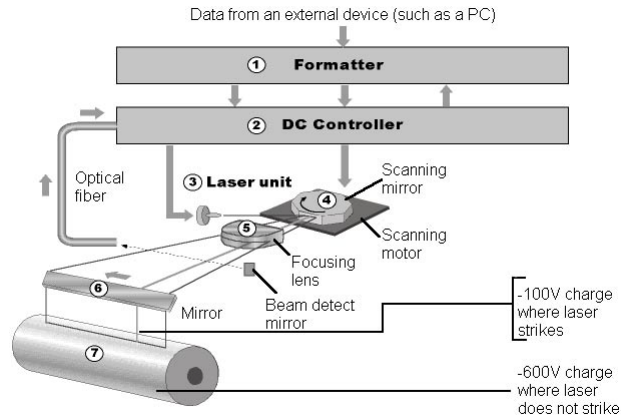 Data from an external device (such as a PC)
1 Formatter
2 DC Controller
Optical
fiber
3 Laser unit
4
Scanning
mirror
5
Scanning
motor
Focusing
lens
6
Beam detect
mirror
Mirror
-100V charge
where laser
strikes
7
-600V charge
where laser
does not strike